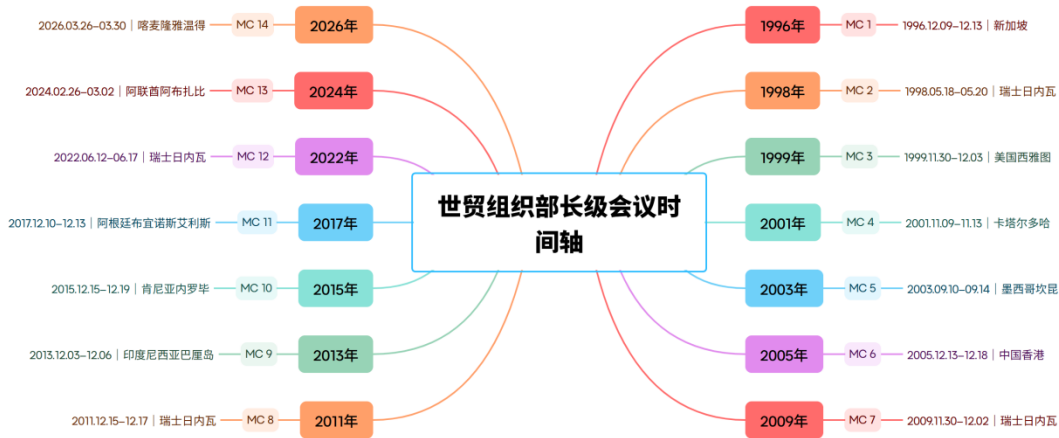 世贸组织部长级会议时
间轴
1996年 MC 1 1996.12.09–12.13｜新加坡
1998年 MC 2 1998.05.18–05.20｜瑞士日内瓦
1999年 MC 3 1999.11.30–12.03｜美国西雅图
2001年 MC 4 2001.11.09–11.13｜卡塔尔多哈
2003年 MC 5 2003.09.10–09.14｜墨西哥坎昆
2005年 MC 6 2005.12.13–12.18｜中国香港
2009年 MC 7 2009.11.30–12.02｜瑞士日内瓦
2026.03.26–03.30｜喀麦隆雅温得 MC 14 2026年
2024.02.26–03.02｜阿联酋阿布扎比 MC 13 2024年
2022.06.12–06.17｜瑞士日内瓦 MC 12 2022年
2017.12.10–12.13｜阿根廷布宜诺斯艾利斯 MC 11 2017年
2015.12.15–12.19｜肯尼亚内罗毕 MC 10 2015年
2013.12.03–12.06｜印度尼西亚巴厘岛 MC 9 2013年
2011.12.15–12.17｜瑞士日内瓦 MC 8 2011年